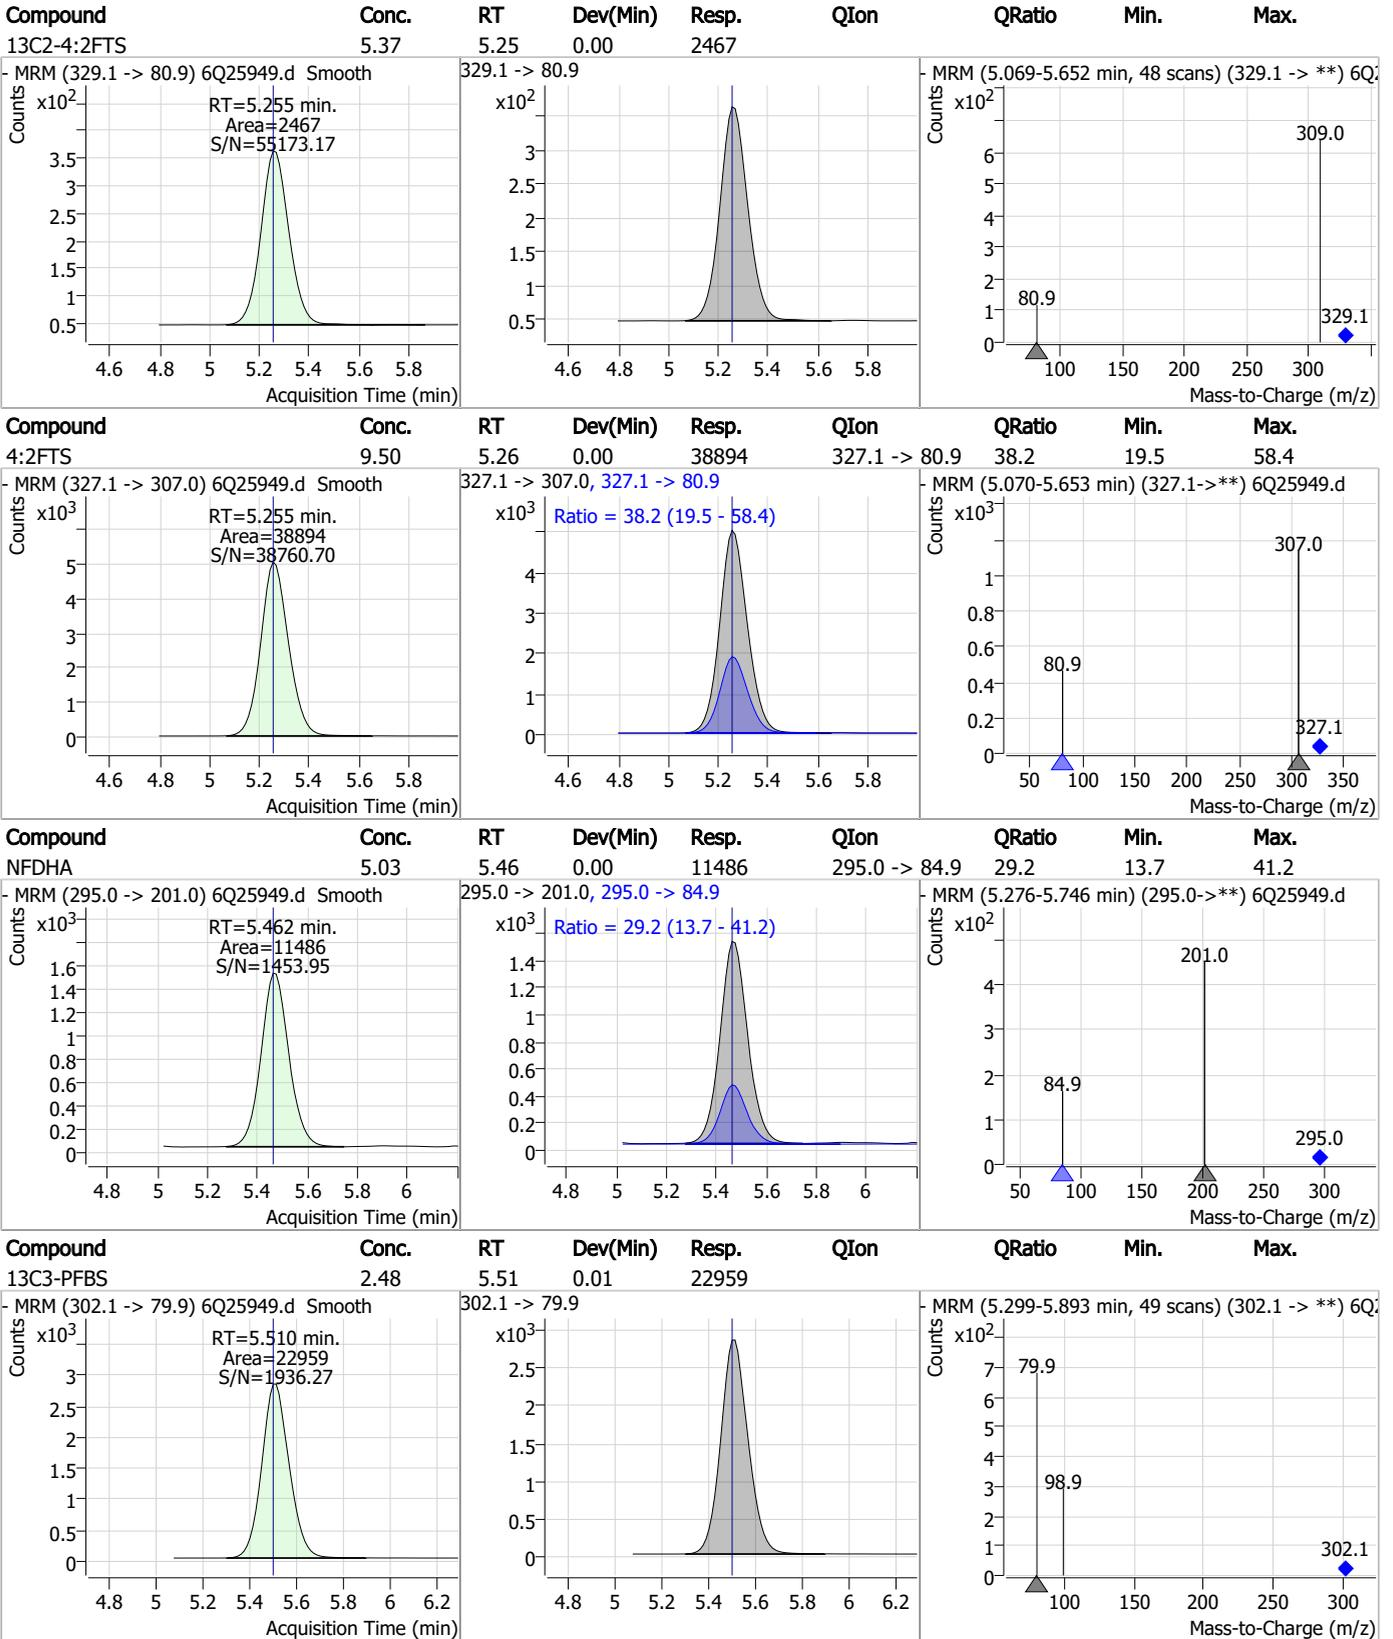 Compound Conc. RT Dev(Min) Resp. QIon QRatio Min. Max.
13C2-4:2FTS 5.37 5.25 0.00 2467
- MRM (329.1 -> 80.9) 6Q25949.d Smooth
Counts
x102
RT=5.255 min.
Area=2467
S/N=55173.17
3.5
3
2.5
2
1.5
1
0.5
4.6 4.8 5 5.2 5.4 5.6 5.8
Acquisition Time (min)
329.1 -> 80.9
x102
3
2.5
2
1.5
1
0.5
4.6 4.8 5 5.2 5.4 5.6 5.8
- MRM (5.069-5.652 min, 48 scans) (329.1 -> **) 6Q2
Counts
x102
309.0
6
5
4
3
2
1
0
80.9
329.1
100 150 200 250 300
Mass-to-Charge (m/z)
Compound Conc. RT Dev(Min) Resp. QIon QRatio Min. Max.
4:2FTS 9.50 5.26 0.00 38894 327.1 -> 80.9 38.2 19.5 58.4
- MRM (327.1 -> 307.0) 6Q25949.d Smooth
Counts
x103
RT=5.255 min.
Area=38894
S/N=38760.70
5
4
3
2
1
0
4.6 4.8 5 5.2 5.4 5.6 5.8
Acquisition Time (min)
327.1 -> 307.0, 327.1 -> 80.9
x103
Ratio = 38.2 (19.5 - 58.4)
4
3
2
1
0
4.6 4.8 5 5.2 5.4 5.6 5.8
- MRM (5.070-5.653 min) (327.1->**) 6Q25949.d
Counts
x103
307.0
1
0.8
0.6
0.4
0.2
0
80.9
327.1
50 100 150 200 250 300 350
Mass-to-Charge (m/z)
Compound Conc. RT Dev(Min) Resp. QIon QRatio Min. Max.
NFDHA 5.03 5.46 0.00 11486 295.0 -> 84.9 29.2 13.7 41.2
- MRM (295.0 -> 201.0) 6Q25949.d Smooth
Counts
x103
RT=5.462 min.
Area=11486
S/N=1453.95
1.6
1.4
1.2
1
0.8
0.6
0.4
0.2
0
4.8 5 5.2 5.4 5.6 5.8 6
Acquisition Time (min)
295.0 -> 201.0, 295.0 -> 84.9
x103
Ratio = 29.2 (13.7 - 41.2)
1.4
1.2
1
0.8
0.6
0.4
0.2
0
4.8 5 5.2 5.4 5.6 5.8 6
- MRM (5.276-5.746 min) (295.0->**) 6Q25949.d
Counts
x102
201.0
4
3
2
1
0
84.9
295.0
50 100 150 200 250 300
Mass-to-Charge (m/z)
Compound Conc. RT Dev(Min) Resp. QIon QRatio Min. Max.
13C3-PFBS 2.48 5.51 0.01 22959
- MRM (302.1 -> 79.9) 6Q25949.d Smooth
Counts
x103
RT=5.510 min.
Area=22959
S/N=1936.27
3
2.5
2
1.5
1
0.5
0
4.8 5 5.2 5.4 5.6 5.8 6 6.2
Acquisition Time (min)
302.1 -> 79.9
x103
2.5
2
1.5
1
0.5
0
4.8 5 5.2 5.4 5.6 5.8 6 6.2
- MRM (5.299-5.893 min, 49 scans) (302.1 -> **) 6Q2
Counts
x102
79.9
7
6
5
4
3
2
1
0
98.9
302.1
100 150 200 250 300
Mass-to-Charge (m/z)